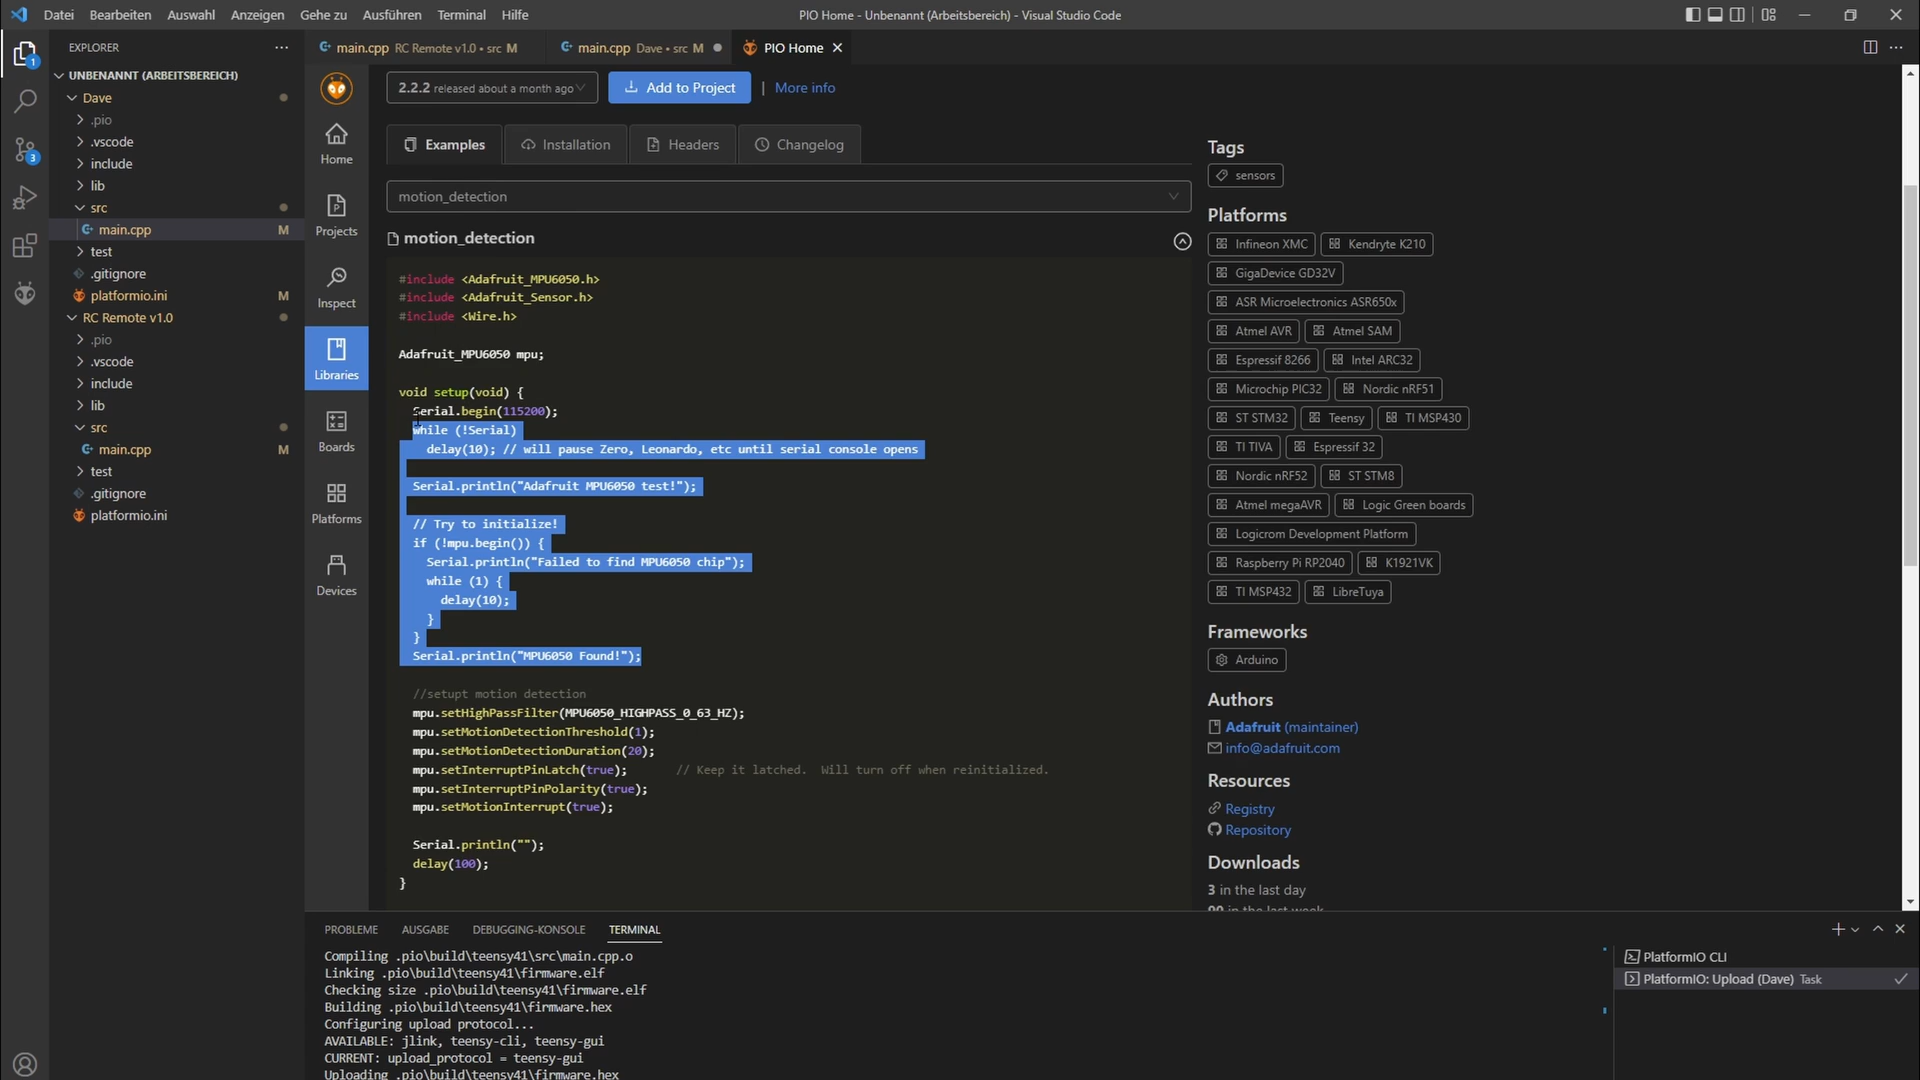 Datei Bearbeiten Auswahl Anzeigen Gehe zu Ausführen Terminal Hilfe
PIO Home - Unbenannt (Arbeitsbereich) - Visual Studio Code
EXPLORER
1
3
UNBENANNT (ARBEITSBEREICH)
Dave
.pio
.vscode
include
lib
src
main.cpp M
test
.gitignore
platformio.ini M
RC Remote v1.0
.pio
.vscode
include
lib
src
main.cpp M
test
.gitignore
platformio.ini
main.cpp RC Remote v1.0 • src M
main.cpp Dave • src M
PIO Home
Home
Projects
Inspect
Libraries
Boards
Platforms
Devices
2.2.2 released about a month ago
Add to Project
| More info
Examples
Installation
Headers
Changelog
motion_detection
motion_detection
#include <Adafruit_MPU6050.h>
#include <Adafruit_Sensor.h>
#include <Wire.h>
Adafruit_MPU6050 mpu;
void setup(void) {
Serial.begin(115200);
while (!Serial)
delay(10); // will pause Zero, Leonardo, etc until serial console opens
Serial.println("Adafruit MPU6050 test!");
// Try to initialize!
if (!mpu.begin()) {
Serial.println("Failed to find MPU6050 chip");
while (1) {
delay(10);
}
}
Serial.println("MPU6050 Found!");
//setupt motion detection
mpu.setHighPassFilter(MPU6050_HIGHPASS_0_63_HZ);
mpu.setMotionDetectionThreshold(1);
mpu.setMotionDetectionDuration(20);
mpu.setInterruptPinLatch(true); // Keep it latched.  Will turn off when reinitialized.
mpu.setInterruptPinPolarity(true);
mpu.setMotionInterrupt(true);
Serial.println("");
delay(100);
}
Tags
sensors
Platforms
Infineon XMC Kendryte K210
GigaDevice GD32V
ASR Microelectronics ASR650x
Atmel AVR Atmel SAM
Espressif 8266 Intel ARC32
Microchip PIC32 Nordic nRF51
ST STM32 Teensy TI MSP430
TI TIVA Espressif 32
Nordic nRF52 ST STM8
Atmel megaAVR Logic Green boards
Logicrom Development Platform
Raspberry Pi RP2040 K1921VK
TI MSP432 LibreTuya
Frameworks
Arduino
Authors
Adafruit (maintainer)
info@adafruit.com
Resources
Registry
Repository
Downloads
3 in the last day
90 in the last week
PROBLEME AUSGABE DEBUGGING-KONSOLE TERMINAL
Compiling .pio\build\teensy41\src\main.cpp.o
Linking .pio\build\teensy41\firmware.elf
Checking size .pio\build\teensy41\firmware.elf
Building .pio\build\teensy41\firmware.hex
Configuring upload protocol...
AVAILABLE: jlink, teensy-cli, teensy-gui
CURRENT: upload_protocol = teensy-gui
Uploading .pio\build\teensy41\firmware.hex
PlatformIO CLI
PlatformIO: Upload (Dave) Task